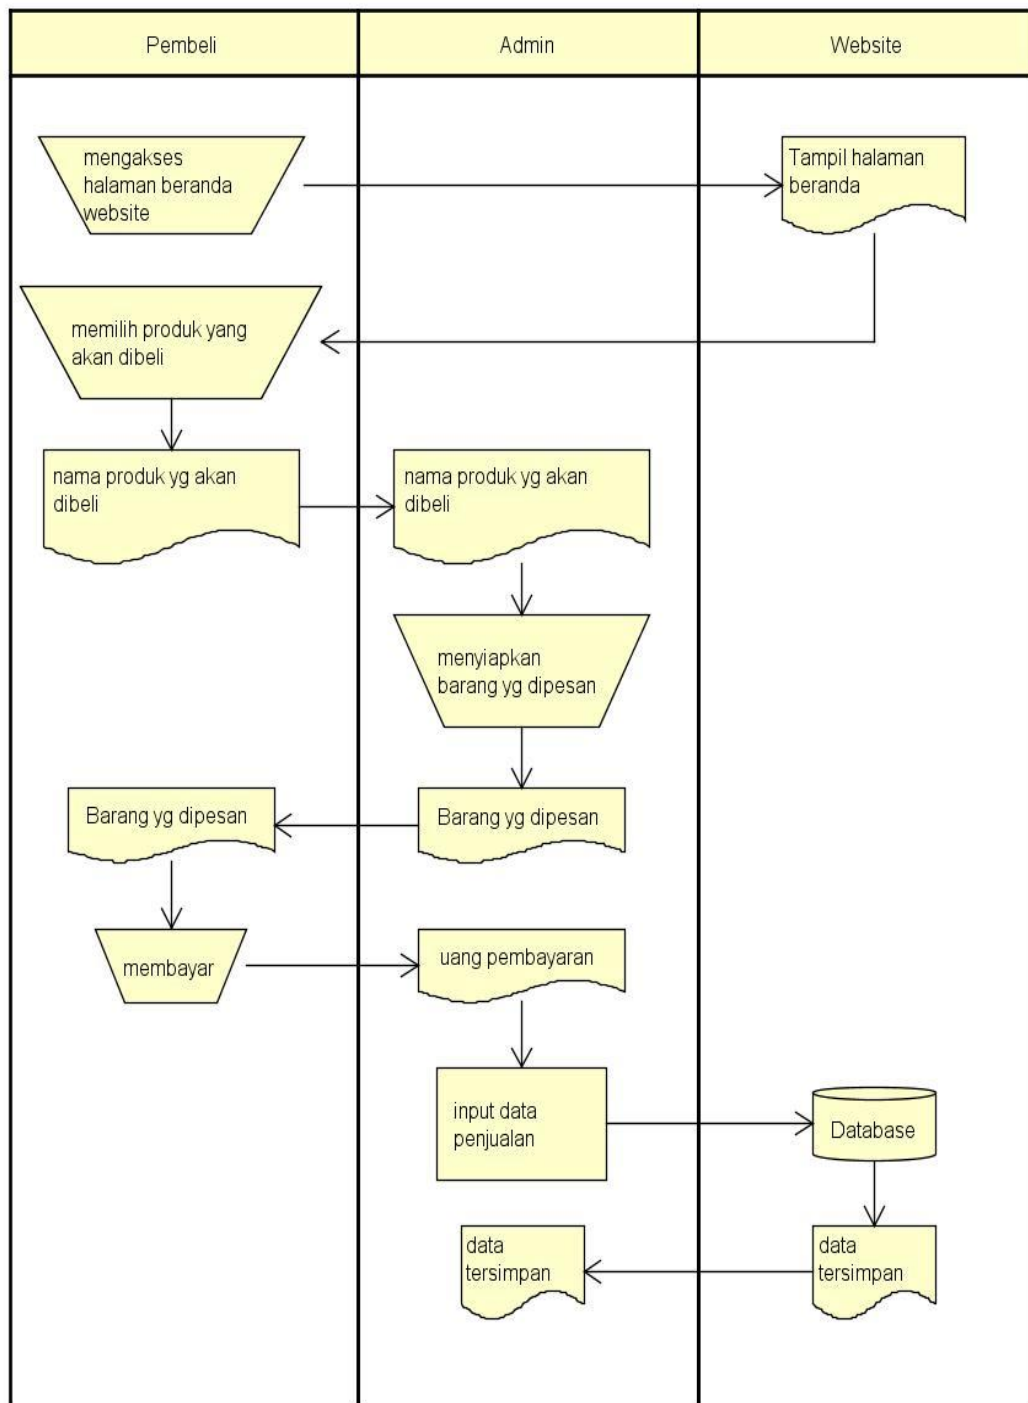 Pembeli
Admin
Website
mengakses
halaman beranda
website
Tampil halaman
beranda
memilih produk yang
akan dibeli
nama produk yg akan
dibeli
nama produk yg akan
dibeli
menyiapkan
barang yg dipesan
Barang yg dipesan
Barang yg dipesan
membayar
uang pembayaran
input data
penjualan
Database
data
tersimpan
data
tersimpan